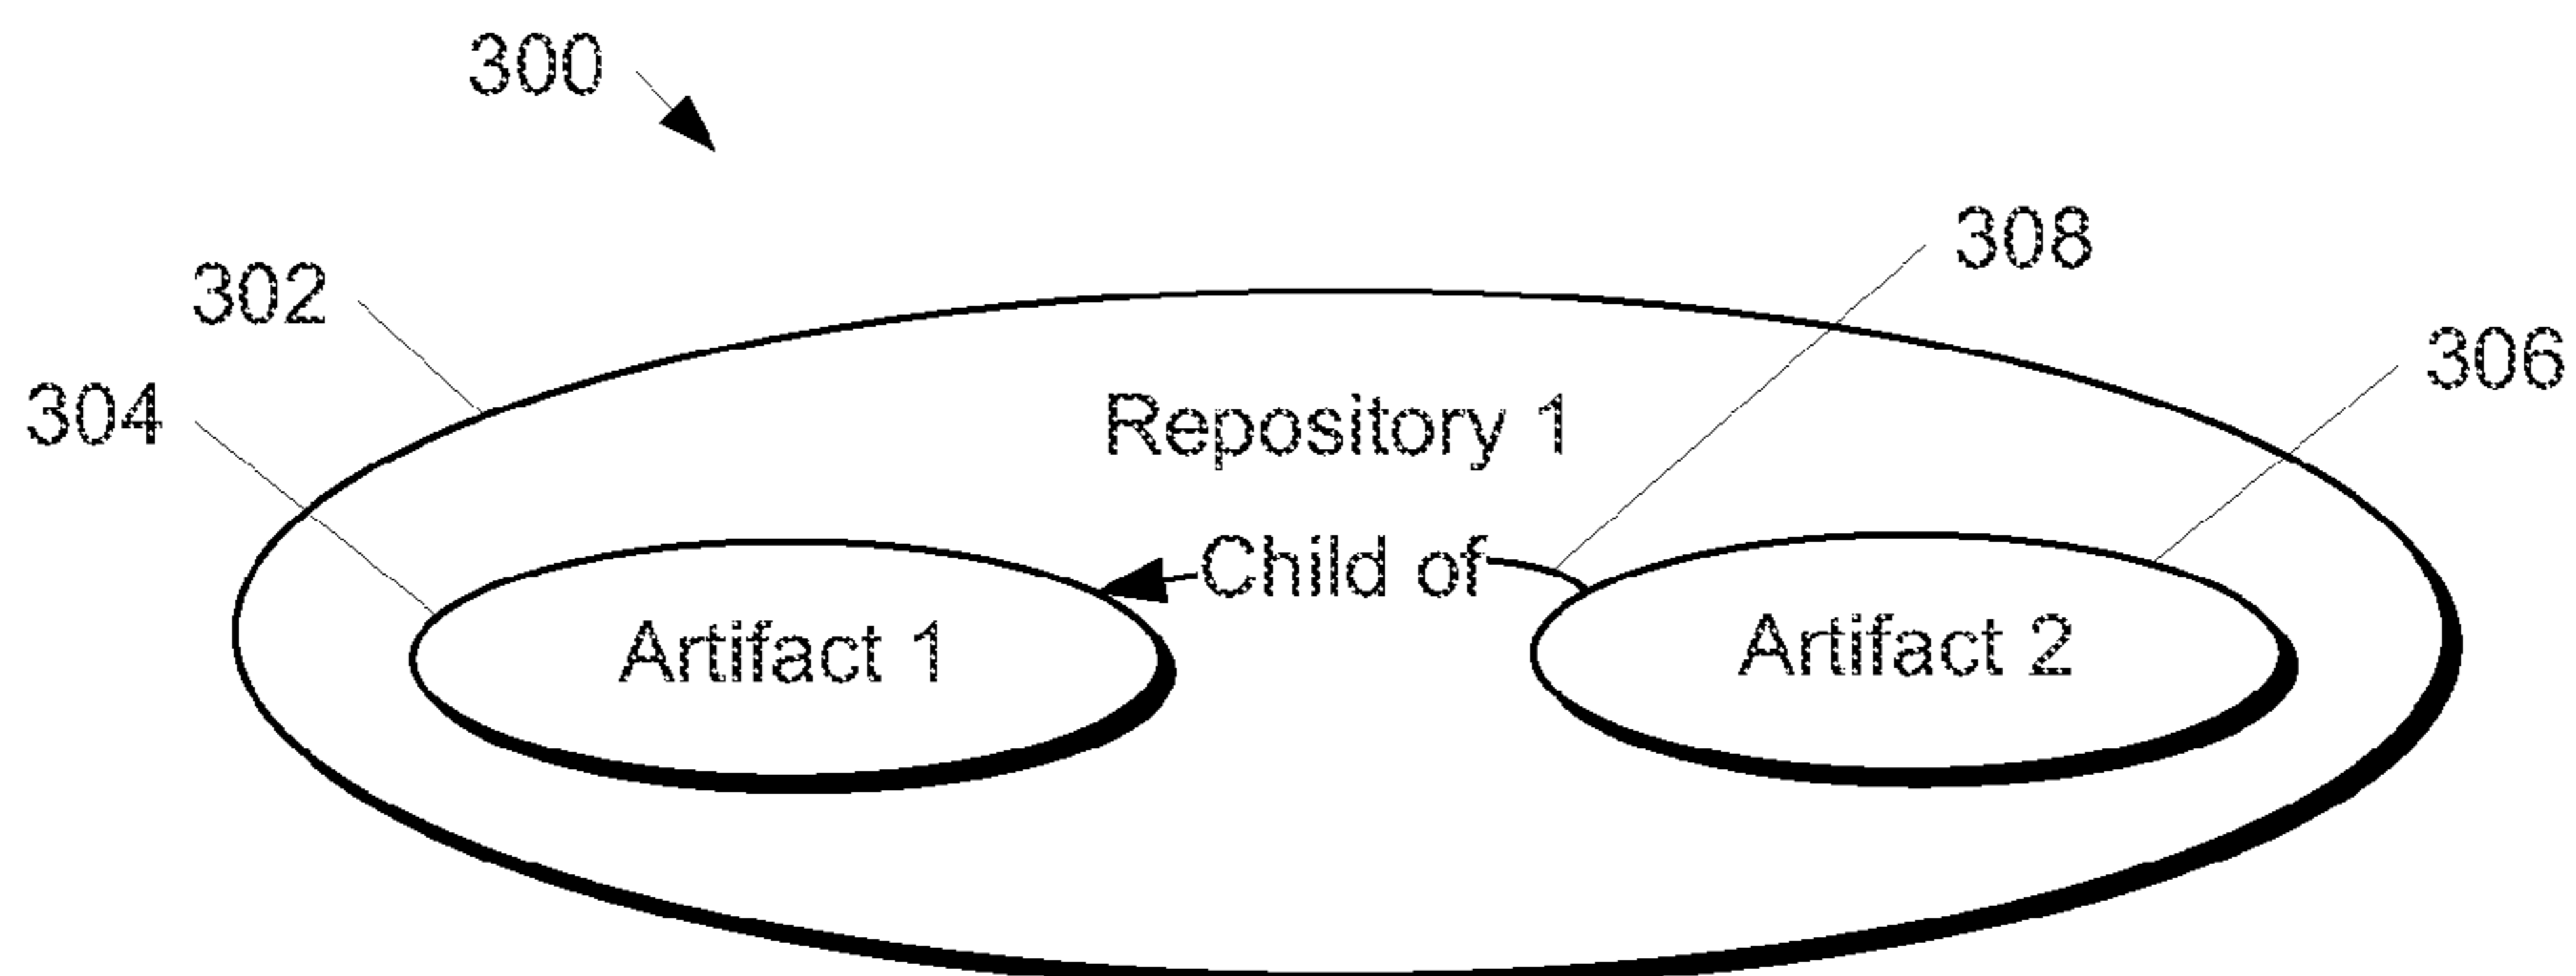 300
308
302
306
304
Repository 1
Child of
Artifact 1
Artifact 2